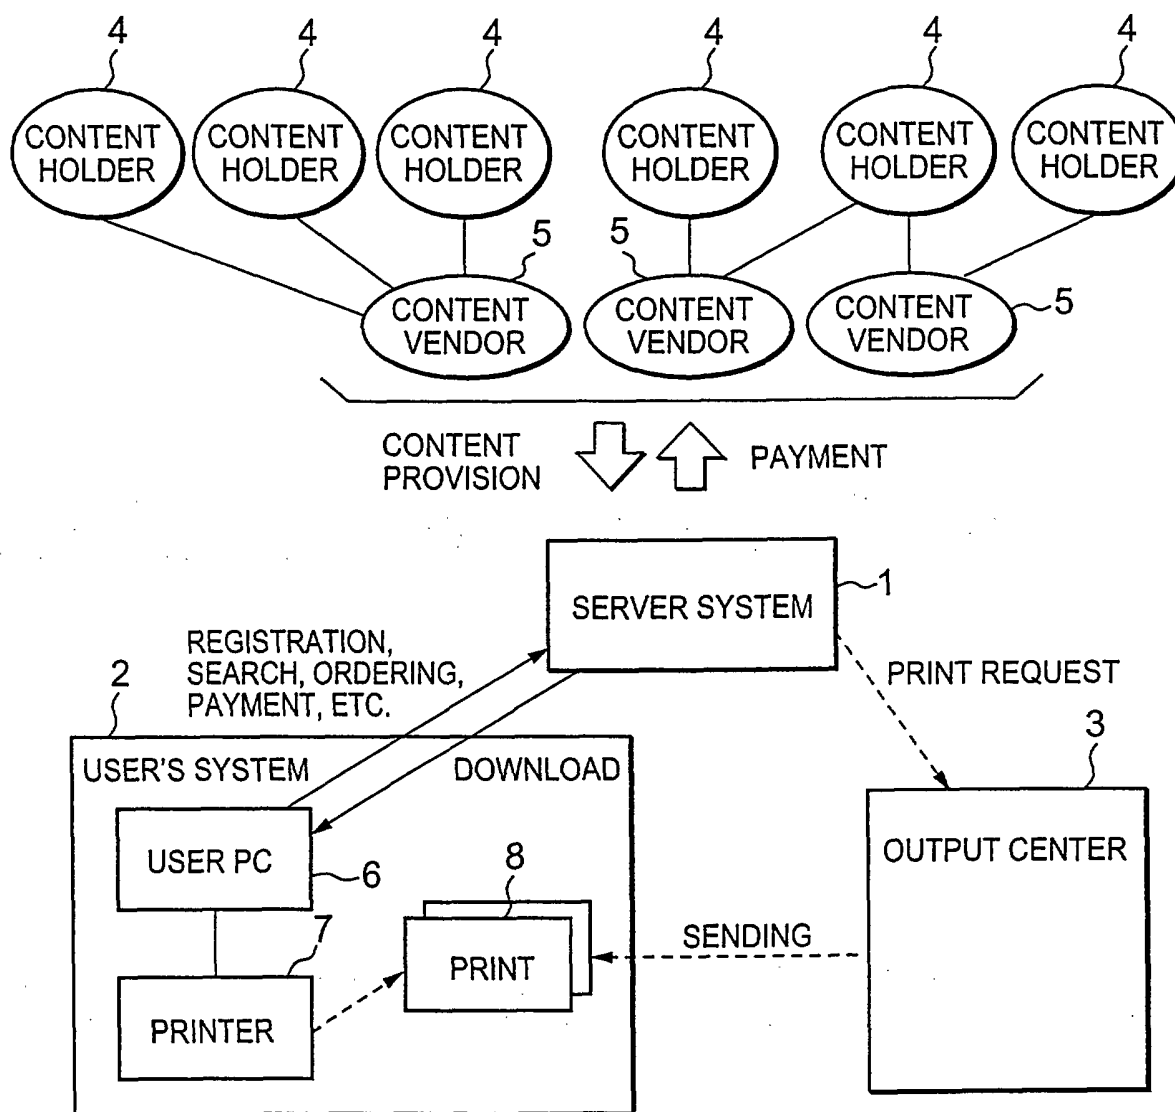 4 4 4 4 4 4
CONTENT HOLDER
CONTENT HOLDER
CONTENT HOLDER
CONTENT HOLDER
CONTENT HOLDER
CONTENT HOLDER
5 5
CONTENT VENDOR
CONTENT VENDOR
CONTENT VENDOR
5
CONTENT
PROVISION
PAYMENT
SERVER SYSTEM
1
REGISTRATION,
SEARCH, ORDERING,
PAYMENT, ETC.
PRINT REQUEST
2
3
USER'S SYSTEM
DOWNLOAD
USER PC
6
OUTPUT CENTER
8
7
PRINT
SENDING
PRINTER